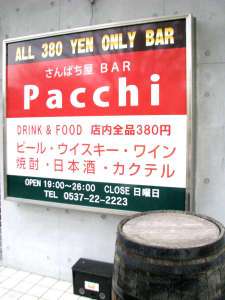 ALL 380 YEN ONLY BAR
さんぱち屋 BAR
Pacchi
DRINK & FOOD 店内全品380円
ビール・ウイスキー・ワイン
焼酎・日本酒・カクテル
OPEN 19:00~26:00 CLOSE 日曜日
TEL 0537-22-2223